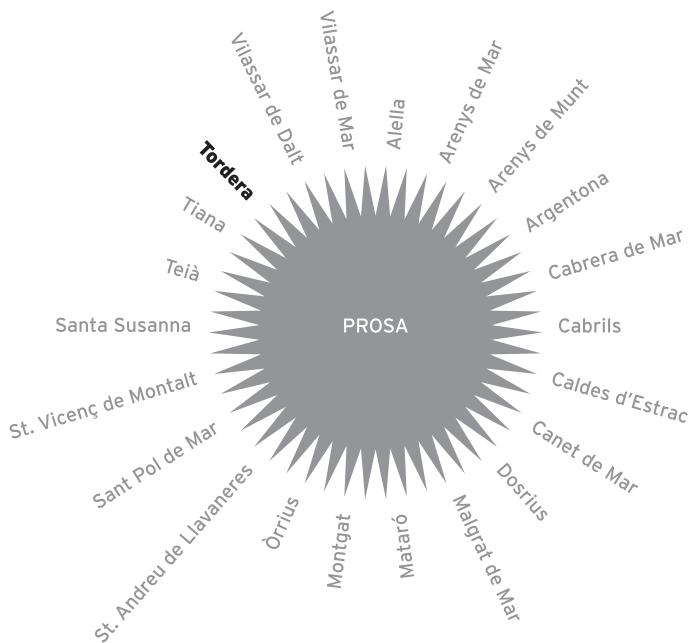 Alella
Arenys de Mar
Arenys de Munt
Argentona
Cabrera de Mar
Cabrils
Caldes d'Estrac
Canet de Mar
Dosrius
Malgrat de Mar
Mataró
Montgat
Òrrius
St. Andreu de Llavaneres
Sant Pol de Mar
St. Vicenç de Montalt
Santa Susanna
Teià
Tiana
Tordera
Vilassar de Dalt
Vilassar de Mar
PROSA